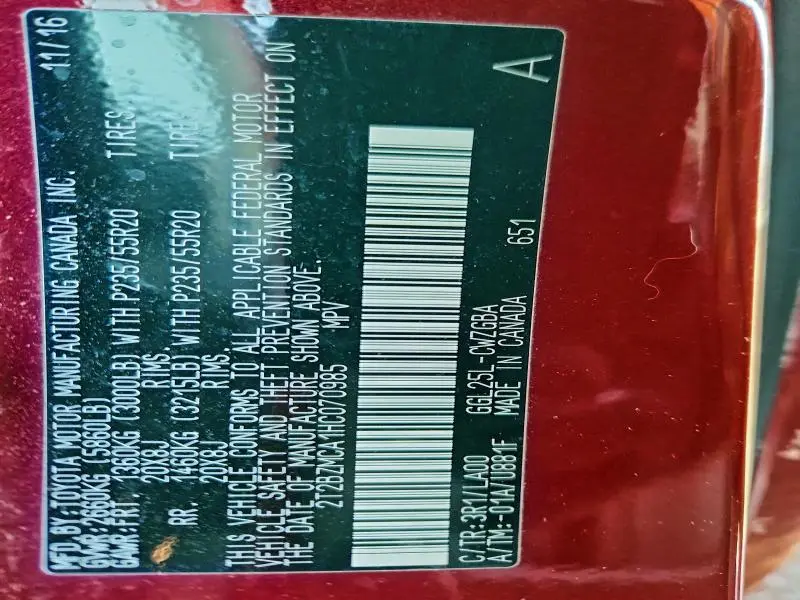 MFD.BY:TOYOTA MOTOR MANUFACTURING CANADA INC. 11/16
GVWR:2660KG (5860LB)
GAWR:FRT. 1360KG (3000LB) WITH P235/55R20 TIRES
20X8J RIMS.
RR. 1460KG (3215LB) WITH P235/55R20 TIRES
20X8J RIMS.
THIS VEHICLE CONFORMS TO ALL APPLICABLE FEDERAL MOTOR
VEHICLE SAFETY AND THEFT PREVENTION STANDARDS IN EFFECT ON
THE DATE OF MANUFACTURE SHOWN ABOVE.
2T2BZMCA1HC070985 MPV
C/TR:3R1/LA00 GGL25L-CWZGBA
A/TM:-01A/U881F MADE IN CANADA 651
A